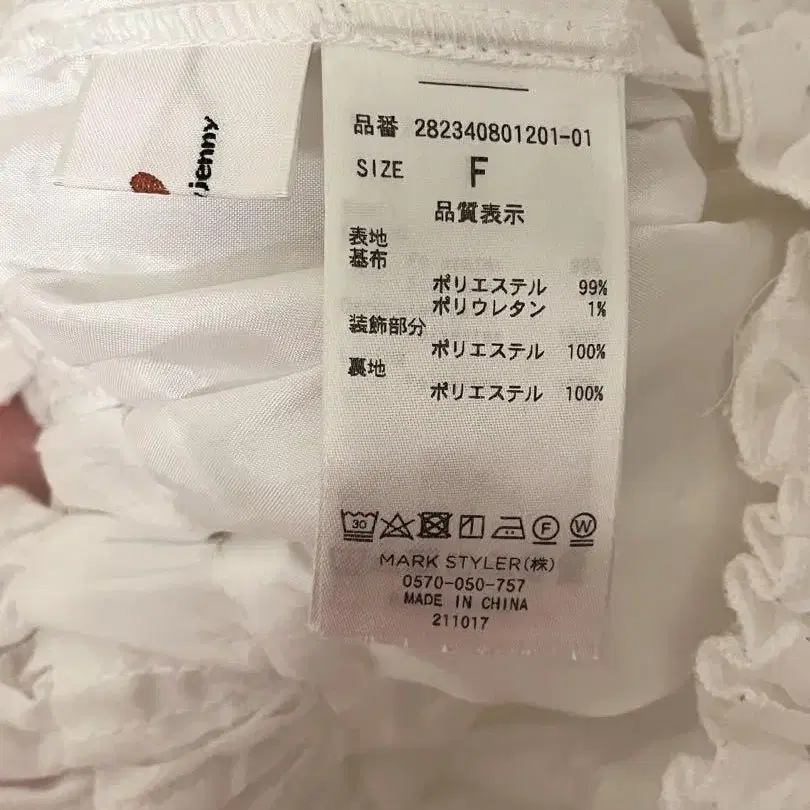 jenny
品番 282340801201-01
SIZE F
品質表示
表地
基布
ポリエステル 99%
ポリウレタン 1%
装飾部分
ポリエステル 100%
裏地
ポリエステル 100%
30 F W
MARK STYLER(株)
0570-050-757
MADE IN CHINA
211017